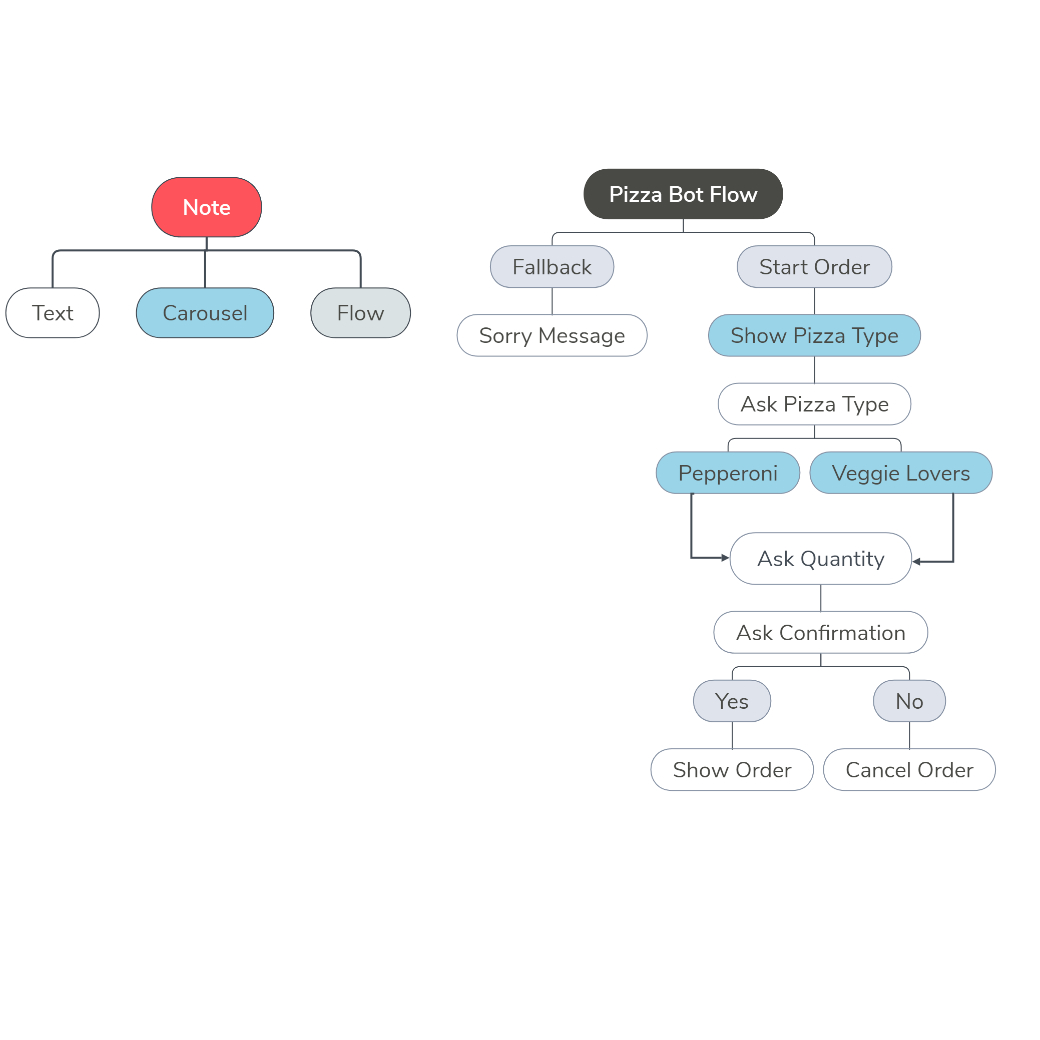 Note
Text
Carousel
Flow
Pizza Bot Flow
Fallback
Start Order
Sorry Message
Show Pizza Type
Ask Pizza Type
Pepperoni
Veggie Lovers
Ask Quantity
Ask Confirmation
Yes
No
Show Order
Cancel Order